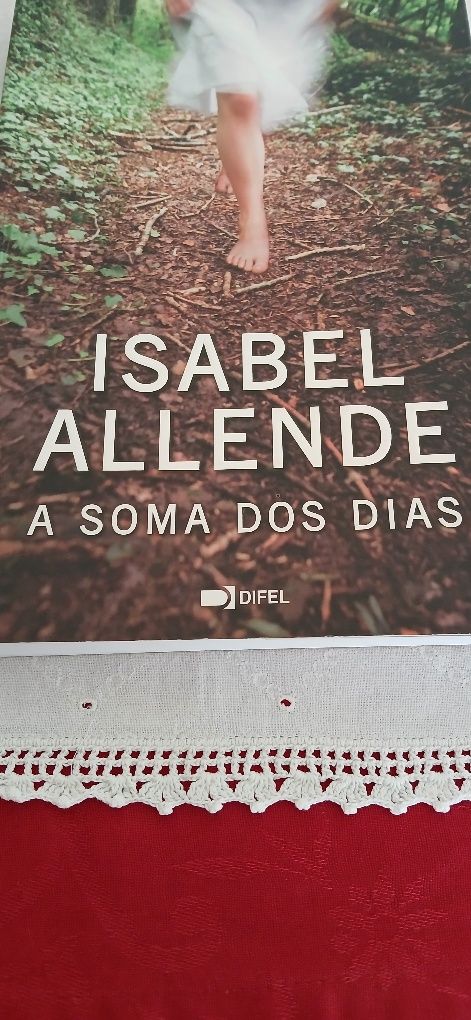 ISABEL
ALLENDE
A SOMA DOS DIAS
DIFEL